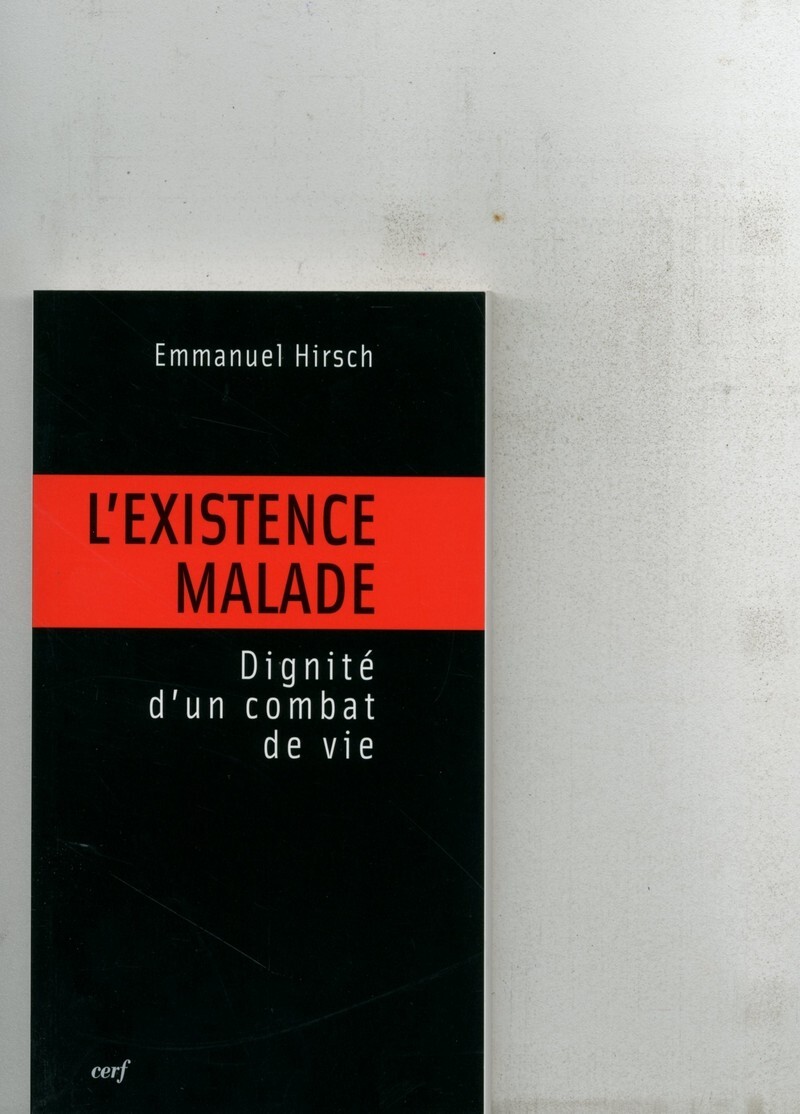 Emmanuel Hirsch
L'EXISTENCE
MALADE
Dignité
d'un combat
de vie
cerf